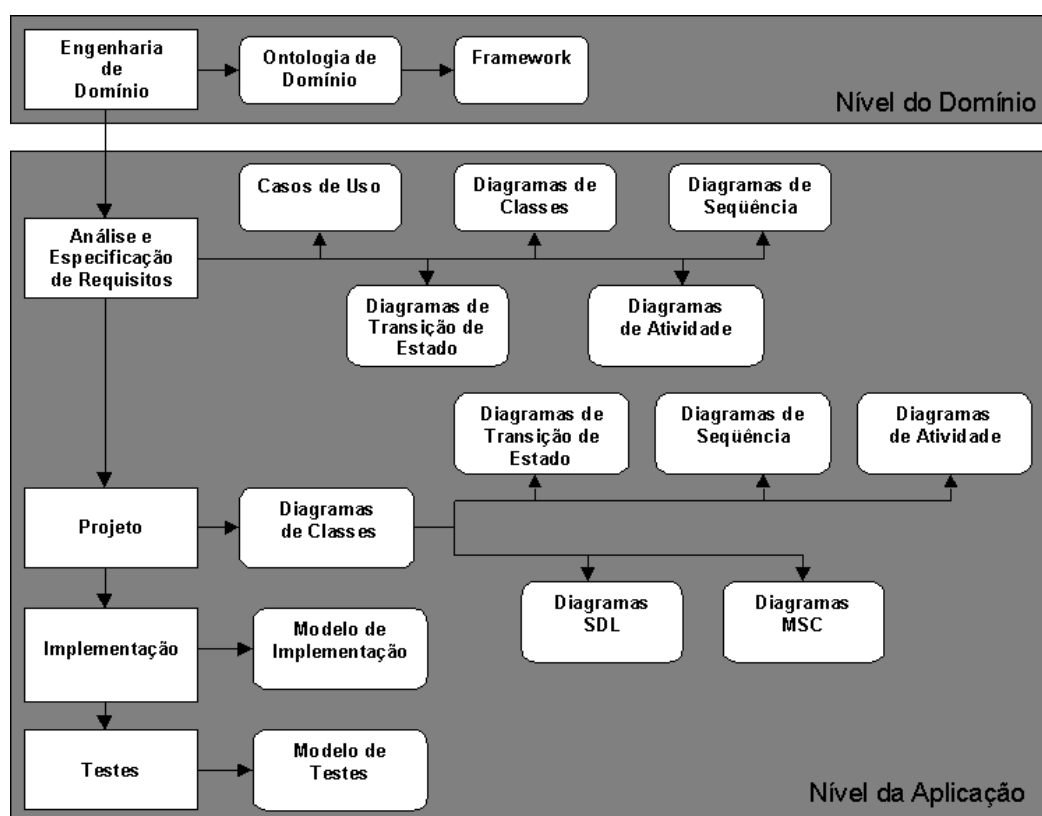 Engenharia
de
Domínio
Ontologia de
Domínio
Framework
Nível do Domínio
Casos de Uso
Diagramas de
Classes
Diagramas de
Seqüência
Análise e
Especificação
de Requisitos
Diagramas de
Transição de
Estado
Diagramas
de Atividade
Diagramas de
Transição de
Estado
Diagramas de
Seqüência
Diagramas
de Atividade
Projeto
Diagramas
de Classes
Diagramas
SDL
Diagramas
MSC
Implementação
Modelo de
Implementação
Testes
Modelo de
Testes
Nível da Aplicação